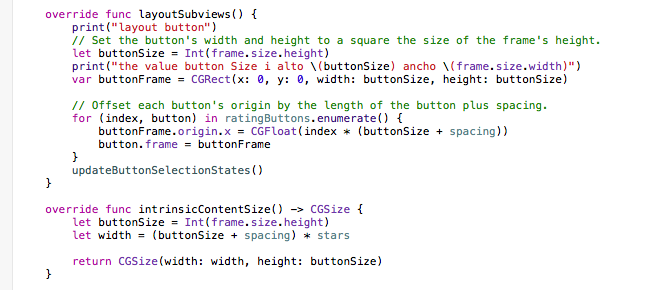 override func layoutSubviews() {
    print("layout button")
    // Set the button's width and height to a square the size of the frame's height.
    let buttonSize = Int(frame.size.height)
    print("the value button Size i alto \(buttonSize) ancho \(frame.size.width)")
    var buttonFrame = CGRect(x: 0, y: 0, width: buttonSize, height: buttonSize)
    // Offset each button's origin by the length of the button plus spacing.
    for (index, button) in ratingButtons.enumerate() {
        buttonFrame.origin.x = CGFloat(index * (buttonSize + spacing))
        button.frame = buttonFrame
    }
    updateButtonSelectionStates()
}
override func intrinsicContentSize() -> CGSize {
    let buttonSize = Int(frame.size.height)
    let width = (buttonSize + spacing) * stars
    return CGSize(width: width, height: buttonSize)
}